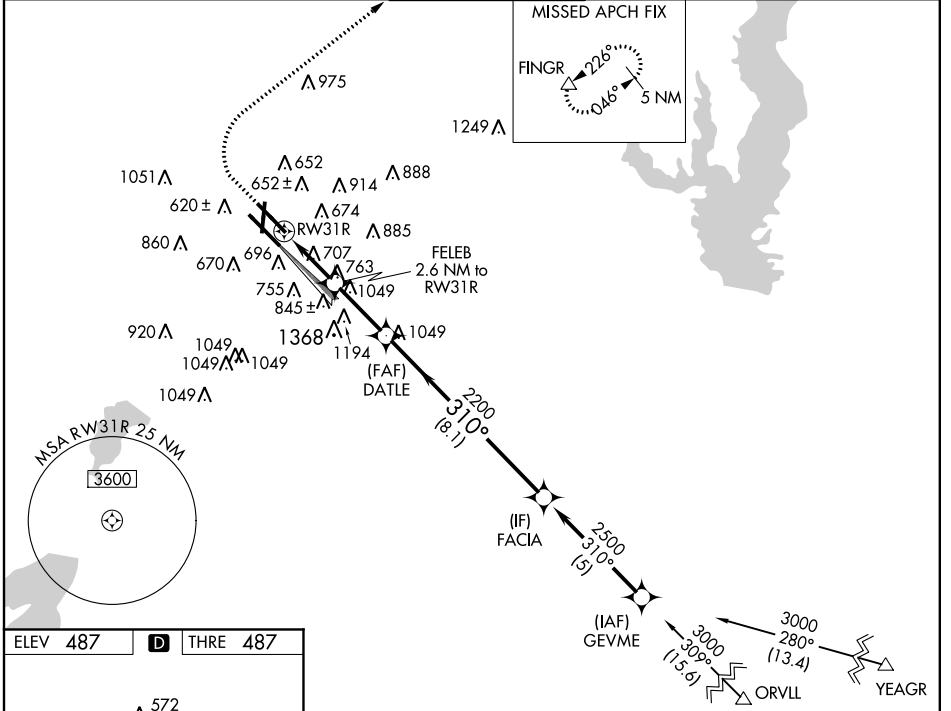 MISSED APCH FIX
FINGR
226°
046°
5 NM
975
1249
652
1051
652 ±
914
888
620 ±
674
RW31R
885
860
696
707
FELEB
2.6 NM to
RW31R
670
763
755
1049
845 ±
920
1368
1194
1049
1049
1049
1049
(FAF)
DATLE
1049
2200
310°
(8.1)
MSA RW31R 25 NM
3600
(IF)
FACIA
2500
310°
(5)
(IAF)
GEVME
3000
280°
(13.4)
3000
309°
(15.6)
YEAGR
ORVLL
ELEV 487
D
THRE 487
572